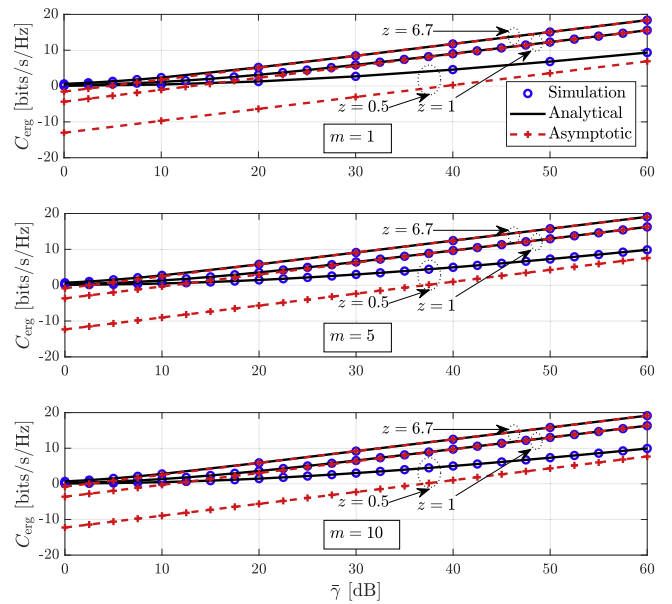 20
10
0
-10
-20
C_erg [bits/s/Hz]
z = 6.7
z = 0.5
z = 1
m = 1
Simulation
Analytical
Asymptotic
0 10 20 30 40 50 60
20
10
0
-10
-20
C_erg [bits/s/Hz]
z = 6.7
z = 0.5
z = 1
m = 5
0 10 20 30 40 50 60
20
10
0
-10
-20
C_erg [bits/s/Hz]
z = 6.7
z = 0.5
z = 1
m = 10
0 10 20 30 40 50 60
γ̄ [dB]